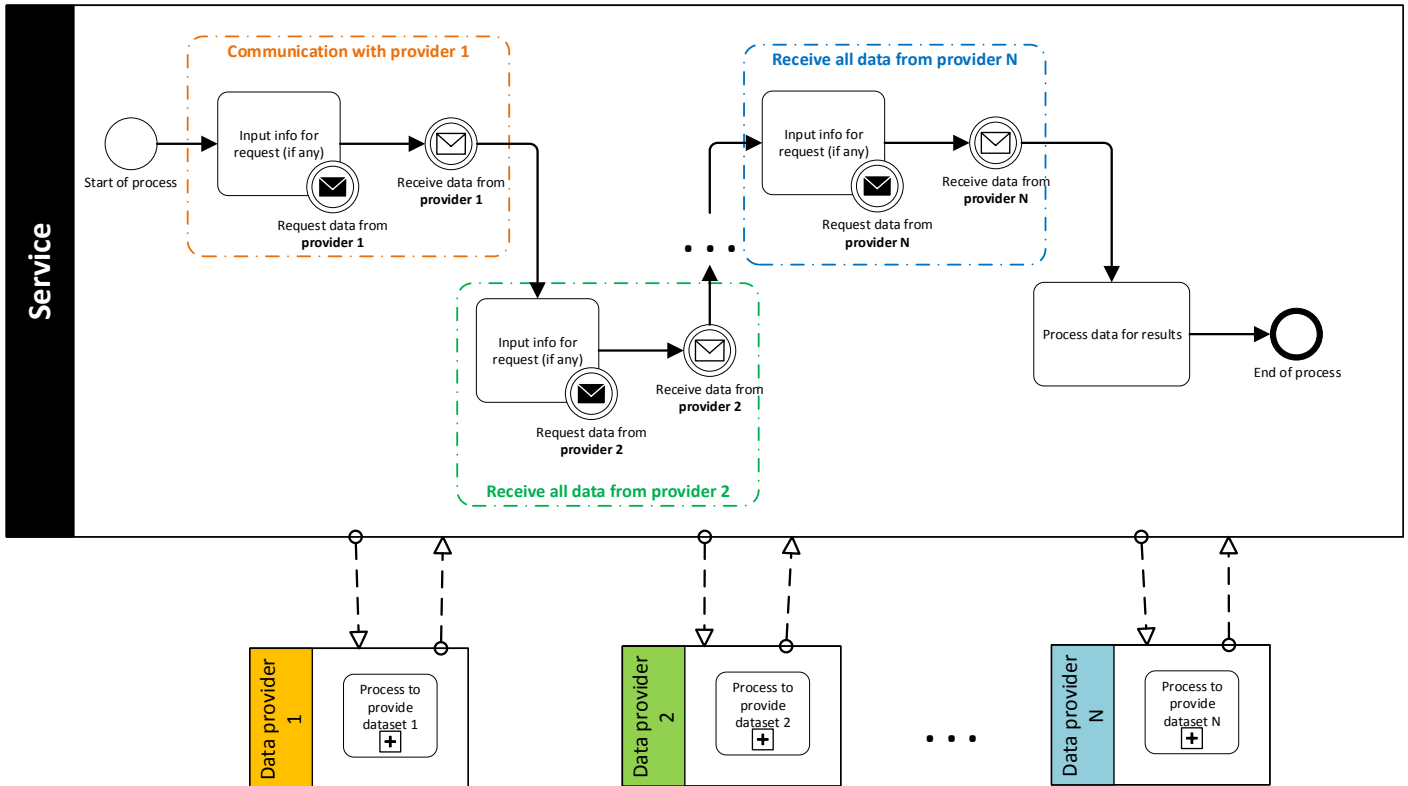 Service
Communication with provider 1
Start of process
Input info for
request (if any)
Request data from
provider 1
Receive data from
provider 1
Input info for
request (if any)
Request data from
provider 2
Receive data from
provider 2
Receive all data from provider 2
. . .
Receive all data from provider N
Input info for
request (if any)
Request data from
provider N
Receive data from
provider N
Process data for results
End of process
Data provider
1
Process to
provide
dataset 1
Data provider
2
Process to
provide
dataset 2
. . .
Data provider
N
Process to
provide
dataset N